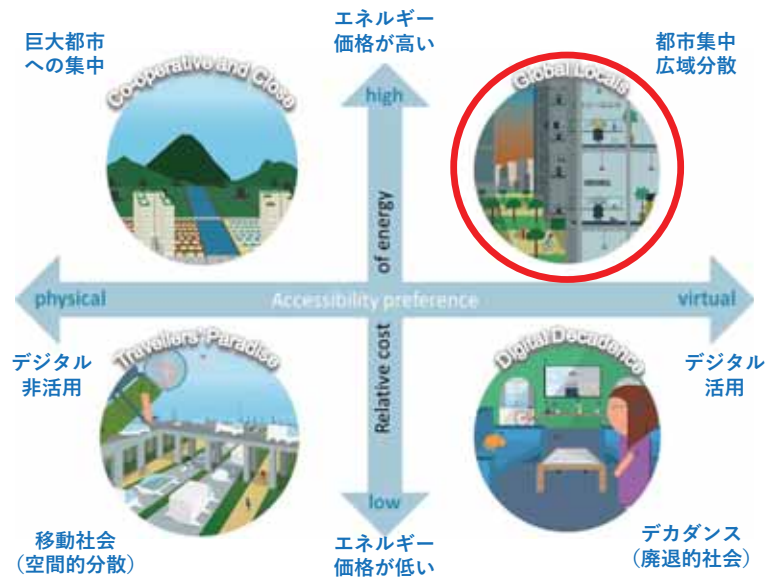 巨大都市
への集中
エネルギー
価格が高い
都市集中
広域分散
Co-operative and Close
high
Global Locals
of energy
physical
Accessibility preference
virtual
デジタル
非活用
Travellers' Paradise
Relative cost
Digital Decadence
デジタル
活用
low
移動社会
（空間的分散）
エネルギー
価格が低い
デカダンス
（廃退的社会）